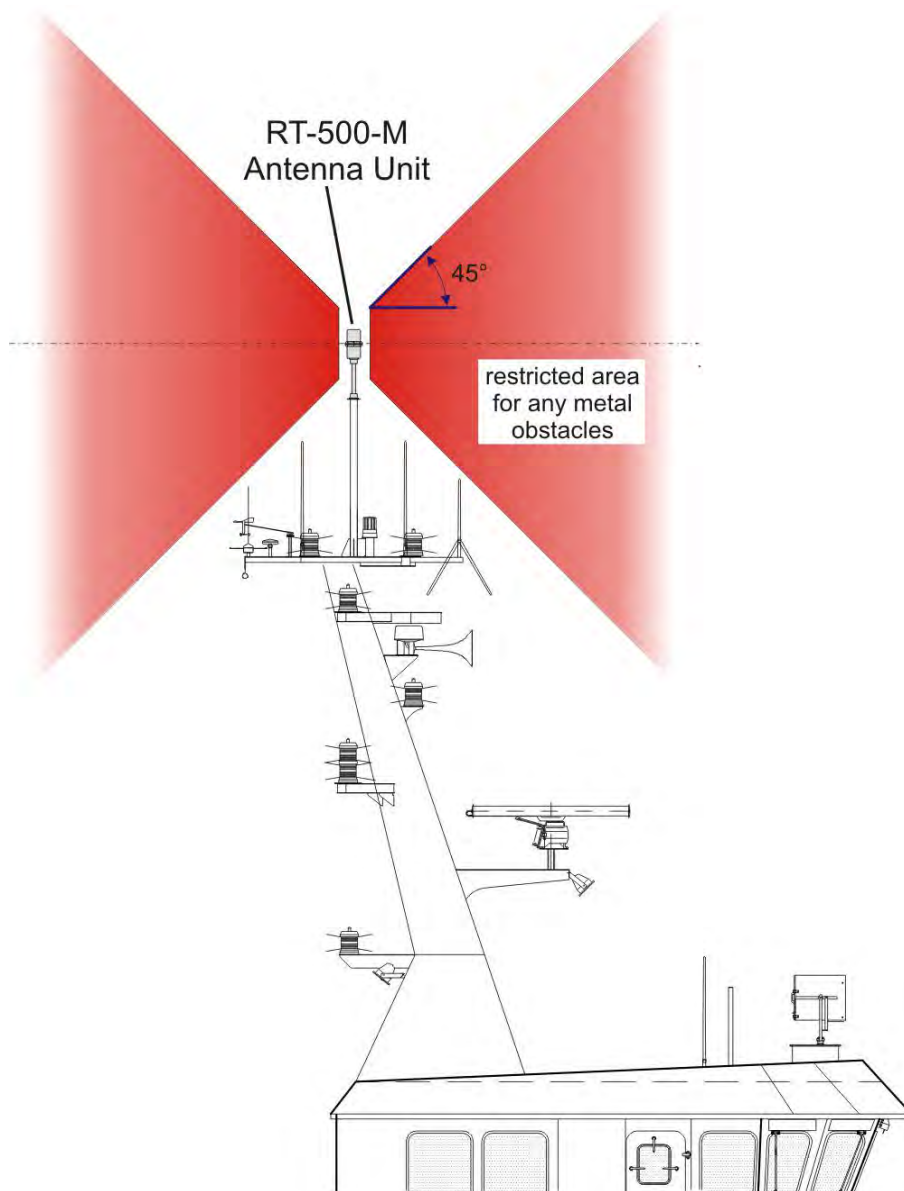 RT-500-M
Antenna Unit
45°
restricted area
for any metal
obstacles